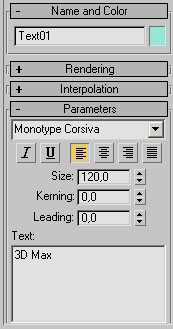 - Name and Color
Text01
+ Rendering
+ Interpolation
- Parameters
Monotype Corsiva
I U
Size: 120,0
Kerning: 0,0
Leading: 0,0
Text:
3D Max